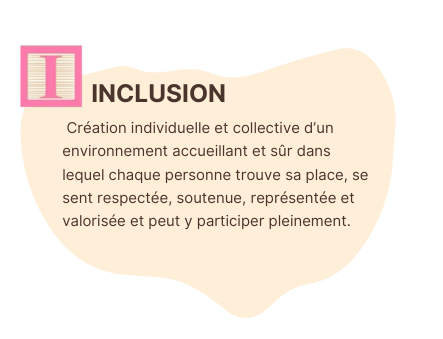 I
INCLUSION
Création individuelle et collective d’un
environnement accueillant et sûr dans
lequel chaque personne trouve sa place, se
sent respectée, soutenue, représentée et
valorisée et peut y participer pleinement.